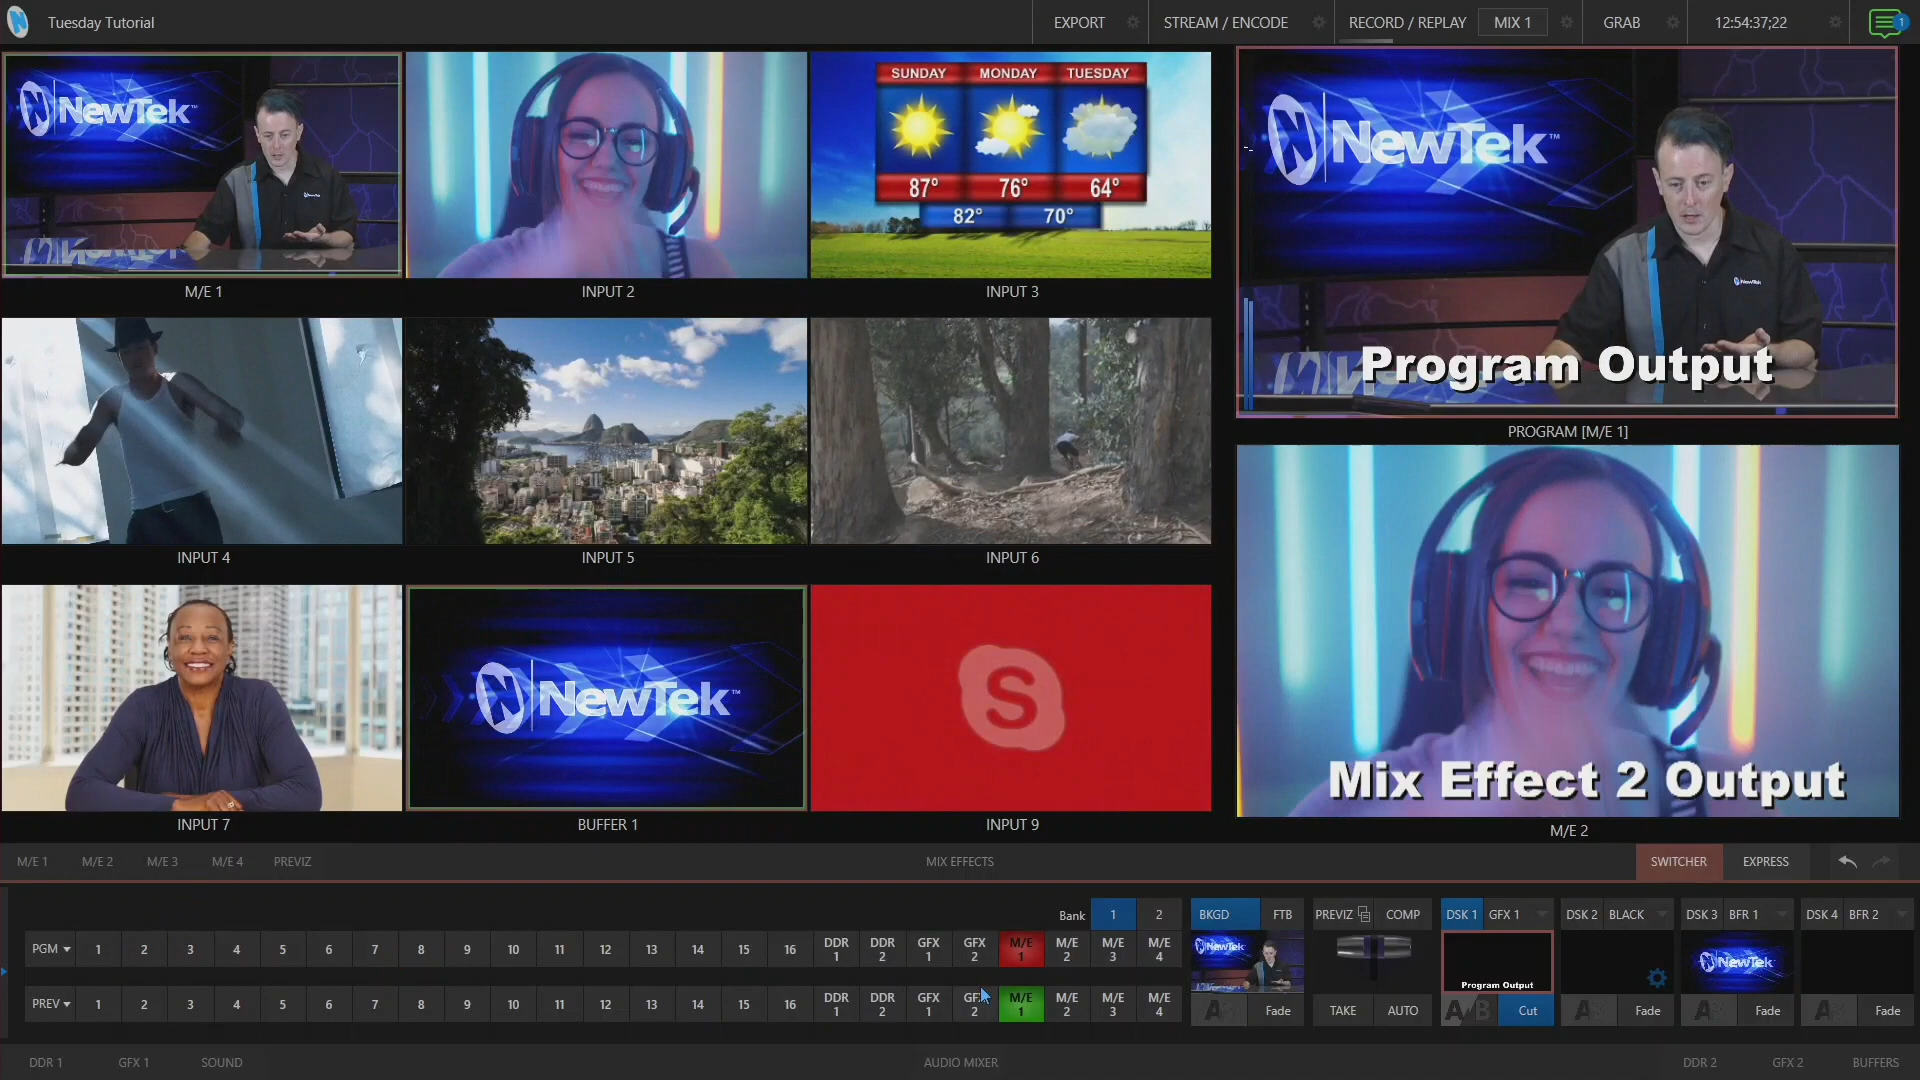 Tuesday Tutorial
EXPORT
STREAM / ENCODE
RECORD / REPLAY
MIX 1
GRAB
12:54:37;22
1
NewTek™
NewTek
M/E 1
INPUT 2
SUNDAY MONDAY TUESDAY
87° 76° 64°
82° 70°
INPUT 3
NewTek™
NewTek
Program Output
PROGRAM [M/E 1]
INPUT 4
INPUT 5
INPUT 6
INPUT 7
NewTek™
BUFFER 1
S
INPUT 9
Mix Effect 2 Output
M/E 2
M/E 1 M/E 2 M/E 3 M/E 4 PREVIZ
MIX EFFECTS
SWITCHER EXPRESS
Bank 1 2
BKGD FTB
PREVIZ COMP
DSK 1 GFX 1
DSK 2 BLACK
DSK 3 BFR 1
DSK 4 BFR 2
PGM 1 2 3 4 5 6 7 8 9 10 11 12 13 14 15 16 DDR 1 DDR 2 GFX 1 GFX 2 M/E 1 M/E 2 M/E 3 M/E 4
NewTek
Program Output
NewTek
PREV 1 2 3 4 5 6 7 8 9 10 11 12 13 14 15 16 DDR 1 DDR 2 GFX 1 GFX 2 M/E 1 M/E 2 M/E 3 M/E 4
A Fade
TAKE AUTO
A/B Cut
A Fade
A Fade
A Fade
DDR 1 GFX 1 SOUND
AUDIO MIXER
DDR 2 GFX 2 BUFFERS